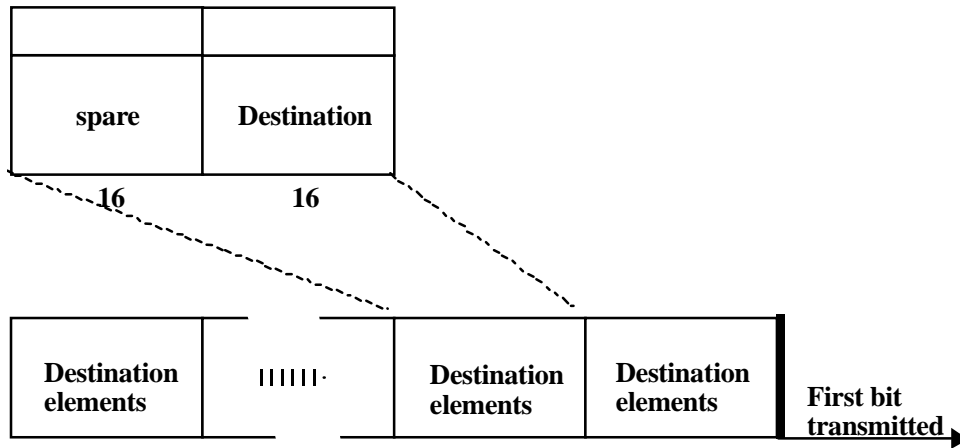 spare Destination
16 16
Destination
elements
Destination
elements
Destination
elements
First bit
transmitted